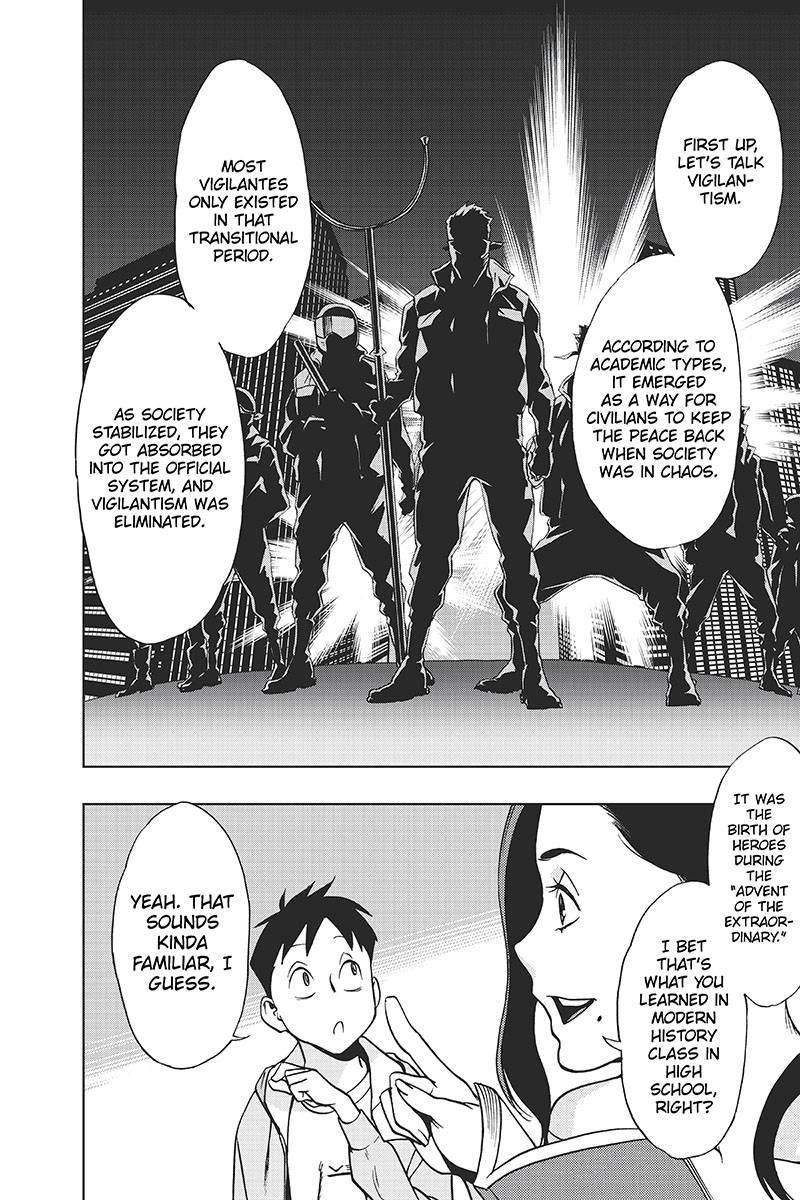 FIRST UP,
LET'S TALK
VIGILAN-
TISM.
ACCORDING TO
ACADEMIC TYPES,
IT EMERGED
AS A WAY FOR
CIVILIANS TO KEEP
THE PEACE BACK
WHEN SOCIETY
WAS IN CHAOS.
MOST
VIGILANTES
ONLY EXISTED
IN THAT
TRANSITIONAL
PERIOD.
AS SOCIETY
STABILIZED, THEY
GOT ABSORBED
INTO THE OFFICIAL
SYSTEM, AND
VIGILANTISM WAS
ELIMINATED.
IT WAS
THE
BIRTH OF
HEROES
DURING
THE
"ADVENT
OF THE
EXTRAOR-
DINARY."
I BET
THAT'S
WHAT YOU
LEARNED IN
MODERN
HISTORY
CLASS IN
HIGH
SCHOOL,
RIGHT?
YEAH. THAT
SOUNDS
KINDA
FAMILIAR, I
GUESS.